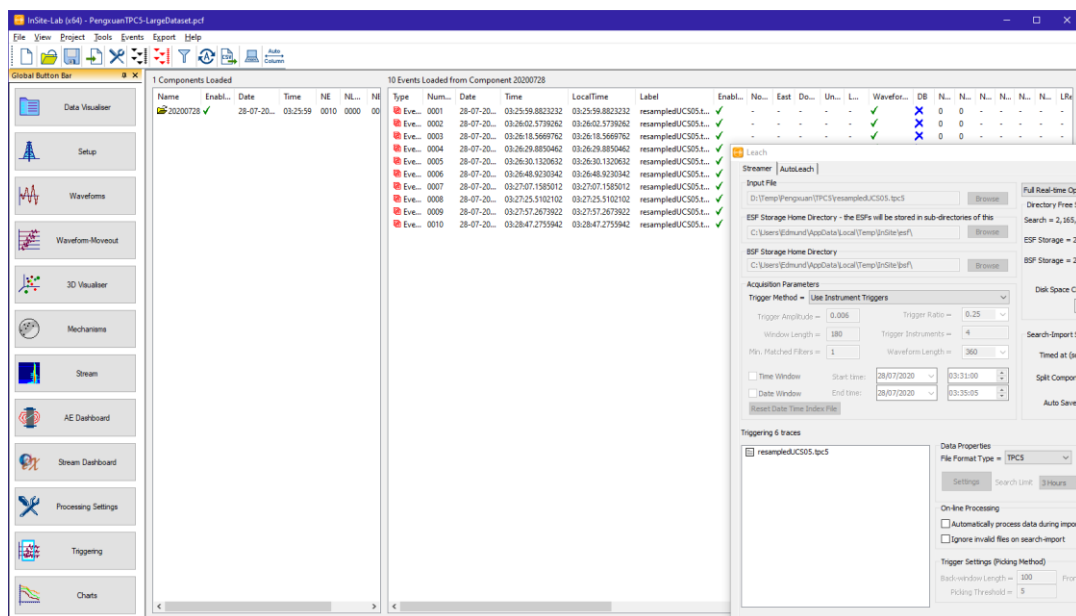 InSite-Lab (x64) - PengxuanTPC5-LargeDataset.pcf
File View Project Tools Events Export Help
Auto
Column
Global Button Bar
Data Visualiser
Setup
Waveforms
Waveform-Moveout
3D Visualiser
Mechanisms
Stream
AE Dashboard
Stream Dashboard
Processing Settings
Triggering
Charts
1 Components Loaded
Name Enabl... Date Time NE NL... NI
20200728 28-07-20... 03:25:59 0010 0000 00
10 Events Loaded from Component 20200728
Type Num... Date Time LocalTime Label Enabl... No... East Do... Un... L... Wavefor... DB N... N... N... N... N... N... LRe
Eve... 0001 28-07-20... 03:25:59.8823232 03:25:59.8823232 resampledUCS05.t... - - - - - 0 0 - - - - -
Eve... 0002 28-07-20... 03:26:02.5739262 03:26:02.5739262 resampledUCS05.t... - - - - - 0 0 - - - - -
Eve... 0003 28-07-20... 03:26:18.5669276 03:26:18.5669276 resampledUCS05.t... - - - - - 0 0 - - - - -
Eve... 0004 28-07-20... 03:26:29.8850462 03:26:29.8850462 resampledUCS05.t...
Eve... 0005 28-07-20... 03:26:30.1320632 03:26:30.1320632 resampledUCS05.t...
Eve... 0006 28-07-20... 03:26:48.9230342 03:26:48.9230342 resampledUCS05.t...
Eve... 0007 28-07-20... 03:27:07.1585012 03:27:07.1585012 resampledUCS05.t...
Eve... 0008 28-07-20... 03:27:25.5102102 03:27:25.5102102 resampledUCS05.t...
Eve... 0009 28-07-20... 03:27:57.2673922 03:27:57.2673922 resampledUCS05.t...
Eve... 0010 28-07-20... 03:28:47.2755942 03:28:47.2755942 resampledUCS05.t...
Leach
Streamer AutoLeach
Input File
D:\Temp\Pengxuan\TPC5\resampledUCS05.tpc5 Browse
ESF Storage Home Directory - the ESFs will be stored in sub-directories of this
C:\Users\Edmund\AppData\Local\Temp\InSite\esf\ Browse
BSF Storage Home Directory
C:\Users\Edmund\AppData\Local\Temp\InSite\bsf\ Browse
Acquisition Parameters
Trigger Method = Use Instrument Triggers
Trigger Amplitude = 0.006 Trigger Ratio = 0.25
Window Length = 180 Trigger Instruments = 4
Min. Matched Filters = 1 Waveform Length = 360
Time Window Start time: 28/07/2020 03:31:00
Date Window End time: 28/07/2020 03:35:05
Reset Date Time Index File
Triggering 6 traces
resampledUCS05.tpc5
Full Real-time Op
Directory Free S
Search = 2,165,
ESF Storage = 2
BSF Storage = 2
Disk Space C
Search-Import S
Timed at (s
Split Compon
Auto Save
Data Properties
File Format Type = TPC5
Settings Search Limit 3 Hours
On-line Processing
Automatically process data during impor
Ignore invalid files on search-import
Trigger Settings (Picking Method)
Back-window Length = 100 Fron
Picking Threshold = 5